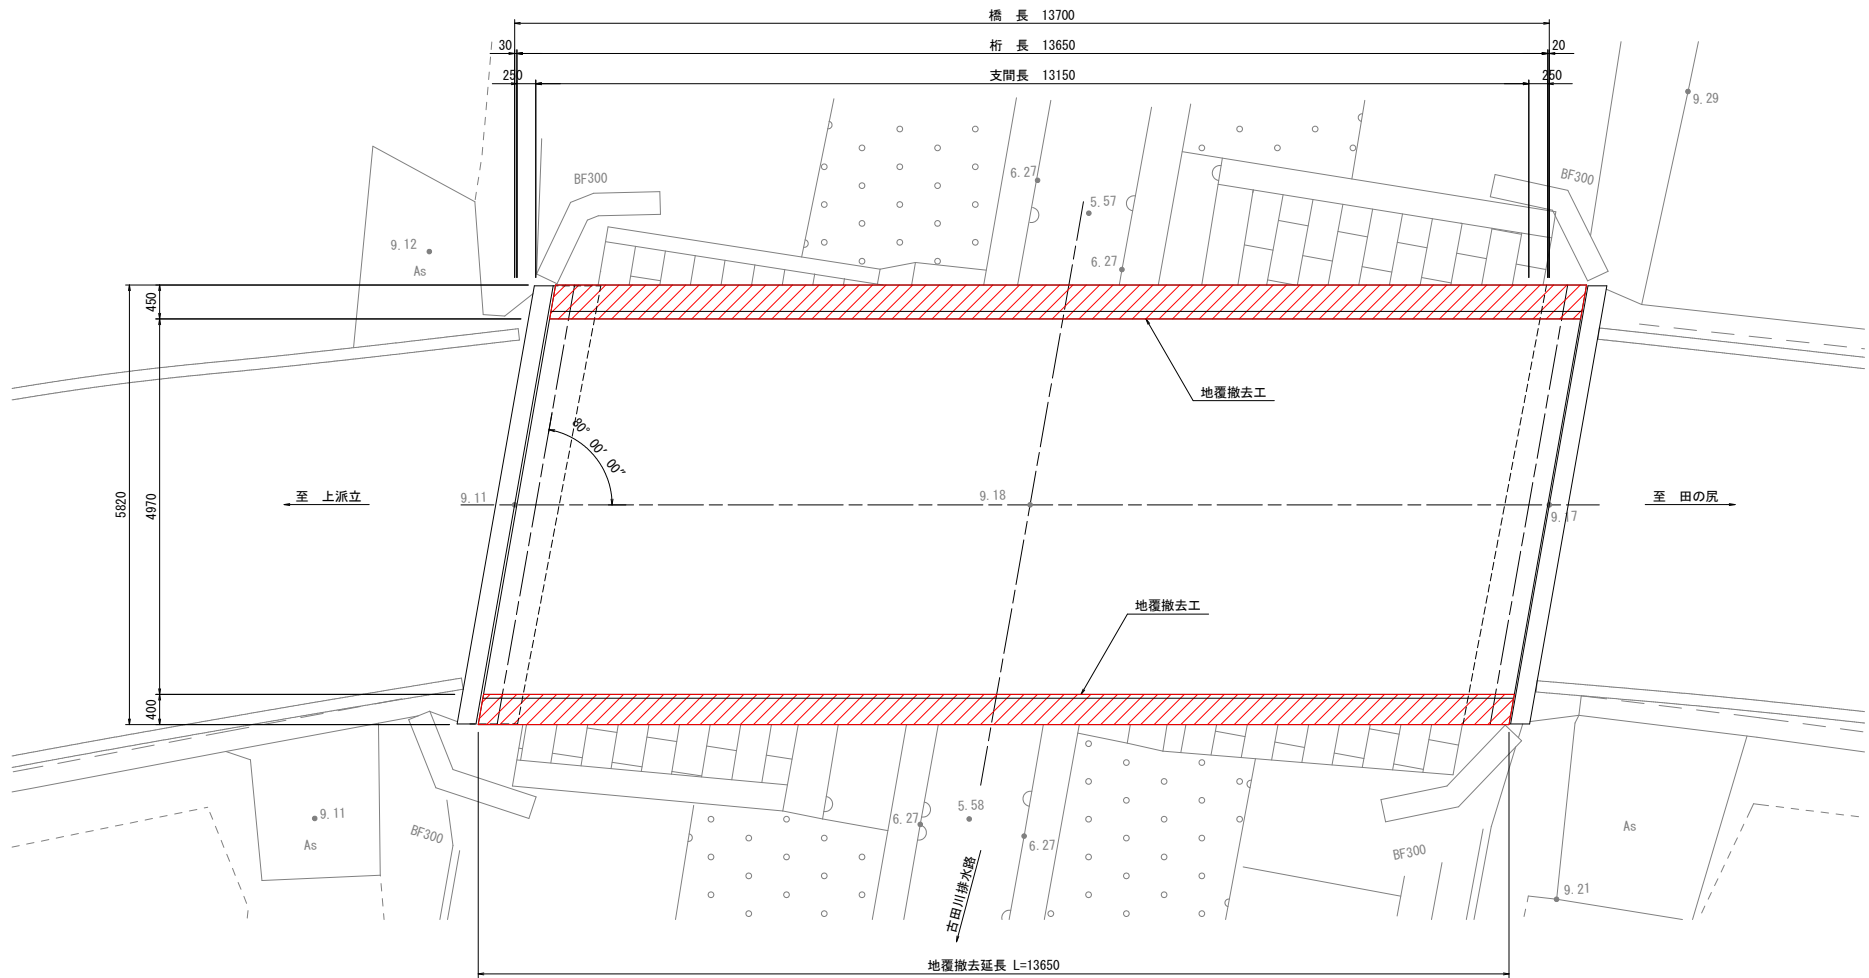 橋 長 13700
30
桁 長 13650
20
250
支間長 13150
250
9.29
BF300
6.27
BF300
5.57
9.12
As
6.27
450
地覆撤去工
80° 00′ 00″
5820
4970
至 上派立
9.11
9.18
至 田の尻
9.17
地覆撤去工
400
9.11
As
BF300
6.27
5.58
6.27
古田川排水路
BF300
As
9.21
地覆撤去延長 L=13650